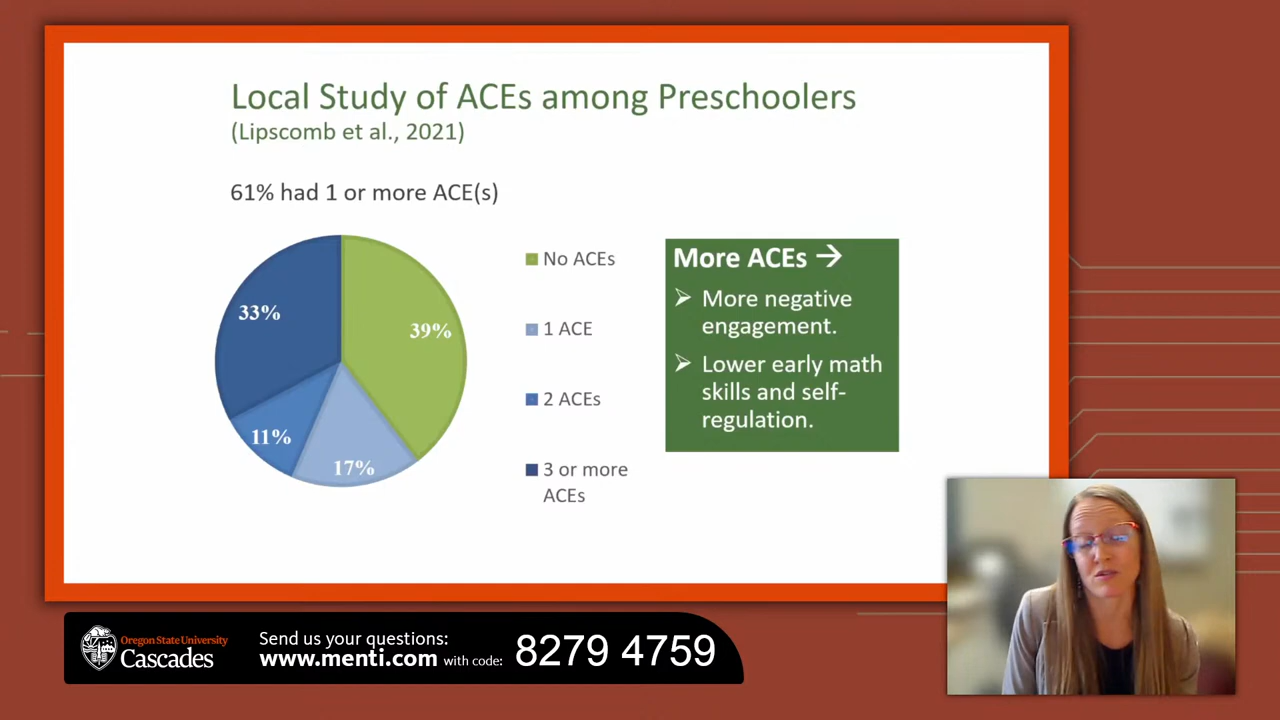 Local Study of ACEs among Preschoolers
(Lipscomb et al., 2021)
61% had 1 or more ACE(s)
33%
39%
11%
17%
No ACEs
1 ACE
2 ACEs
3 or more
ACEs
More ACEs →
➢ More negative
engagement.
➢ Lower early math
skills and self-
regulation.
Oregon State University
Cascades
Send us your questions:
www.menti.com with code:
8279 4759